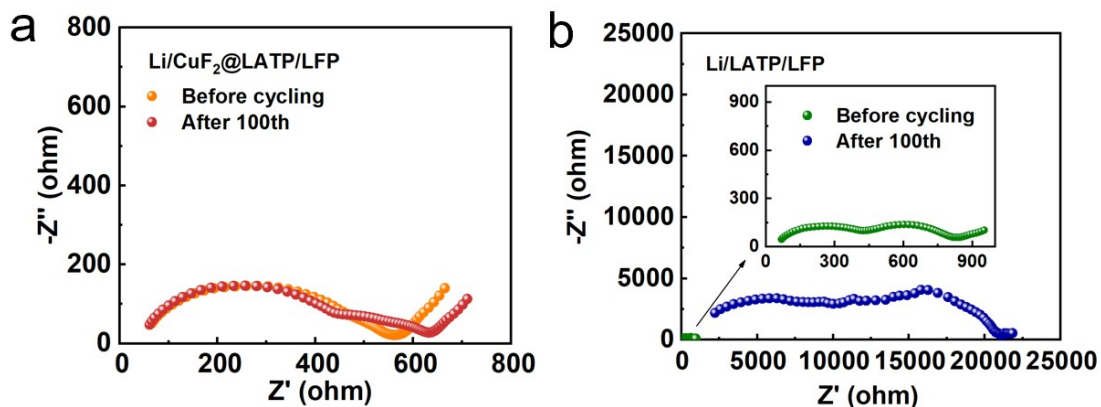 a
Li/CuF₂@LATP/LFP
Before cycling
After 100th
-Z'' (ohm)
800
600
400
200
0
0 200 400 600 800
Z' (ohm)
b
Li/LATP/LFP
Before cycling
After 100th
900
600
300
0
0 300 600 900
-Z'' (ohm)
25000
20000
15000
10000
5000
0
0 5000 10000 15000 20000 25000
Z' (ohm)